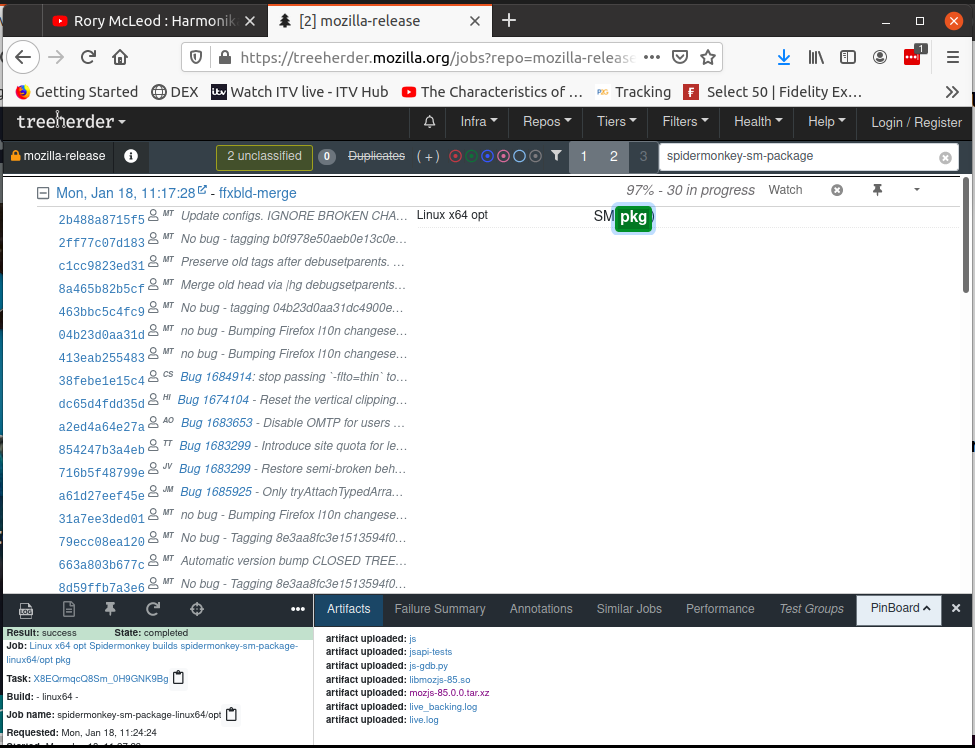 Rory McLeod : Harmonik
[2] mozilla-release
https://treeherder.mozilla.org/jobs?repo=mozilla-release
1
Getting Started
DEX
itv Watch ITV live - ITV Hub
The Characteristics of …
Tracking
Select 50 | Fidelity Ex…
treeherder
Infra
Repos
Tiers
Filters
Health
Help
Login / Register
mozilla-release
2 unclassified
0
Duplicates
( + )
1
2
3
spidermonkey-sm-package
Mon, Jan 18, 11:17:28 - ffxbld-merge
97% - 30 in progress
Watch
2b488a8715f5 MT Update configs. IGNORE BROKEN CHA…
Linux x64 opt
SM pkg
2ff77c07d183 MT No bug - tagging b0f978e50aeb0e13c0e…
c1cc9823ed31 MT Preserve old tags after debusetparents. …
8a465b82b5cf MT Merge old head via |hg debugsetparents…
463bbc5c4fc9 MT No bug - tagging 04b23d0aa31dc4900e…
04b23d0aa31d MT no bug - Bumping Firefox l10n changese…
413eab255483 MT no bug - Bumping Firefox l10n changese…
38febe1e15c4 CS Bug 1684914: stop passing `-flto=thin` to…
dc65d4fdd35d HI Bug 1674104 - Reset the vertical clipping…
a2ed4a64e27a AO Bug 1683653 - Disable OMTP for users …
854247b3a4eb TT Bug 1683299 - Introduce site quota for le…
716b5f48799e JV Bug 1683299 - Restore semi-broken beh…
a61d27eef45e JM Bug 1685925 - Only tryAttachTypedArra…
31a7ee3ded01 MT no bug - Bumping Firefox l10n changese…
79ecc08ea120 MT No bug - Tagging 8e3aa8fc3e1513594f0…
663a803b677c MT Automatic version bump CLOSED TREE…
8d59ffb7a3e6 MT No bug - Tagging 8e3aa8fc3e1513594f0…
Artifacts
Failure Summary
Annotations
Similar Jobs
Performance
Test Groups
PinBoard
Result: success State: completed
Job: Linux x64 opt Spidermonkey builds spidermonkey-sm-package-
linux64/opt pkg
Task: X8EQrmqcQ8Sm_0H9GNK9Bg
Build: - linux64 -
Job name: spidermonkey-sm-package-linux64/opt
Requested: Mon, Jan 18, 11:24:24
artifact uploaded: js
artifact uploaded: jsapi-tests
artifact uploaded: js-gdb.py
artifact uploaded: libmozjs-85.so
artifact uploaded: mozjs-85.0.0.tar.xz
artifact uploaded: live_backing.log
artifact uploaded: live.log